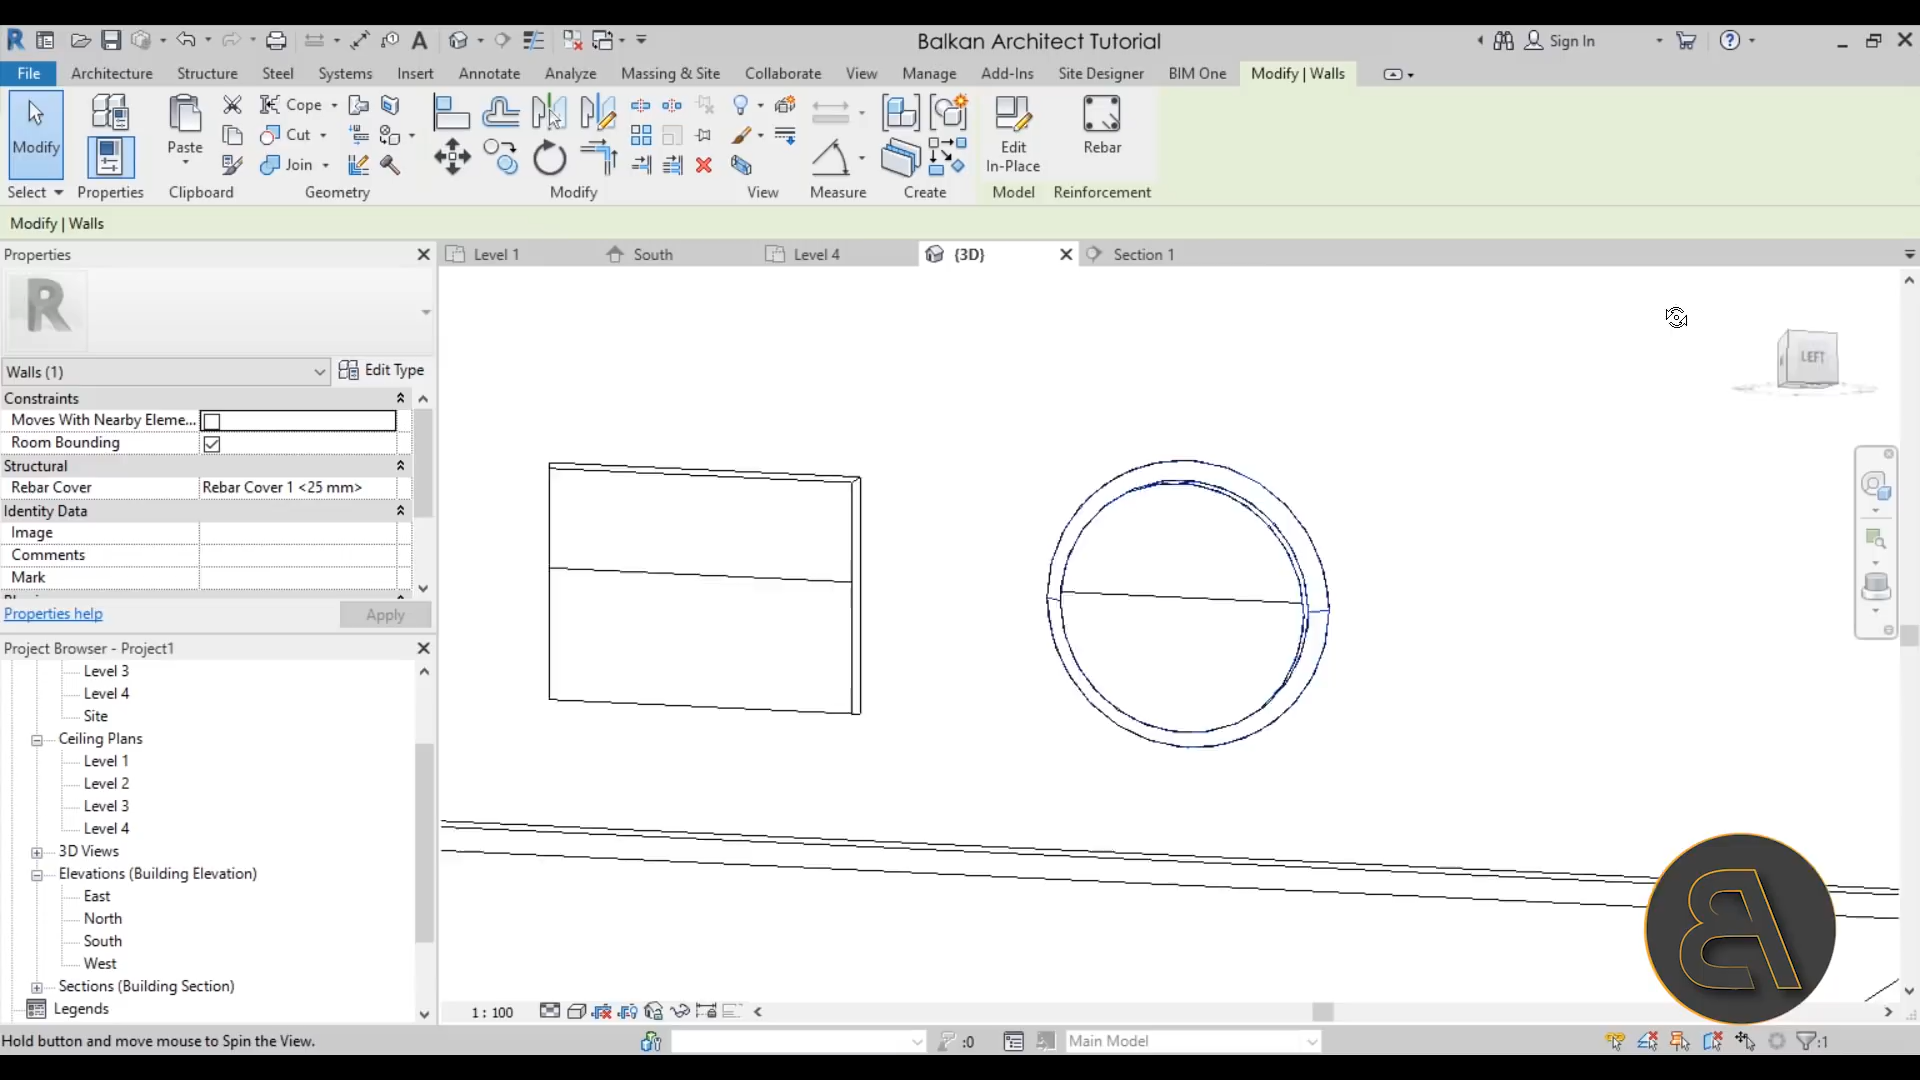 Balkan Architect Tutorial
Sign In
File Architecture Structure Steel Systems Insert Annotate Analyze Massing & Site Collaborate View Manage Add-Ins Site Designer BIM One Modify | Walls
Modify
Paste
Cope
Cut
Join
Edit
In-Place
Rebar
Select Properties Clipboard Geometry Modify View Measure Create Model Reinforcement
Modify | Walls
Properties
Level 1 South Level 4 {3D} Section 1
R
LEFT
Walls (1) Edit Type
Constraints
Moves With Nearby Eleme...
Room Bounding
Structural
Rebar Cover Rebar Cover 1 <25 mm>
Identity Data
Image
Comments
Mark
Properties help Apply
Project Browser - Project1
Level 3
Level 4
Site
Ceiling Plans
Level 1
Level 2
Level 3
Level 4
3D Views
Elevations (Building Elevation)
East
North
South
West
Sections (Building Section)
Legends
1 : 100
Hold button and move mouse to Spin the View.
:0
Main Model
:1